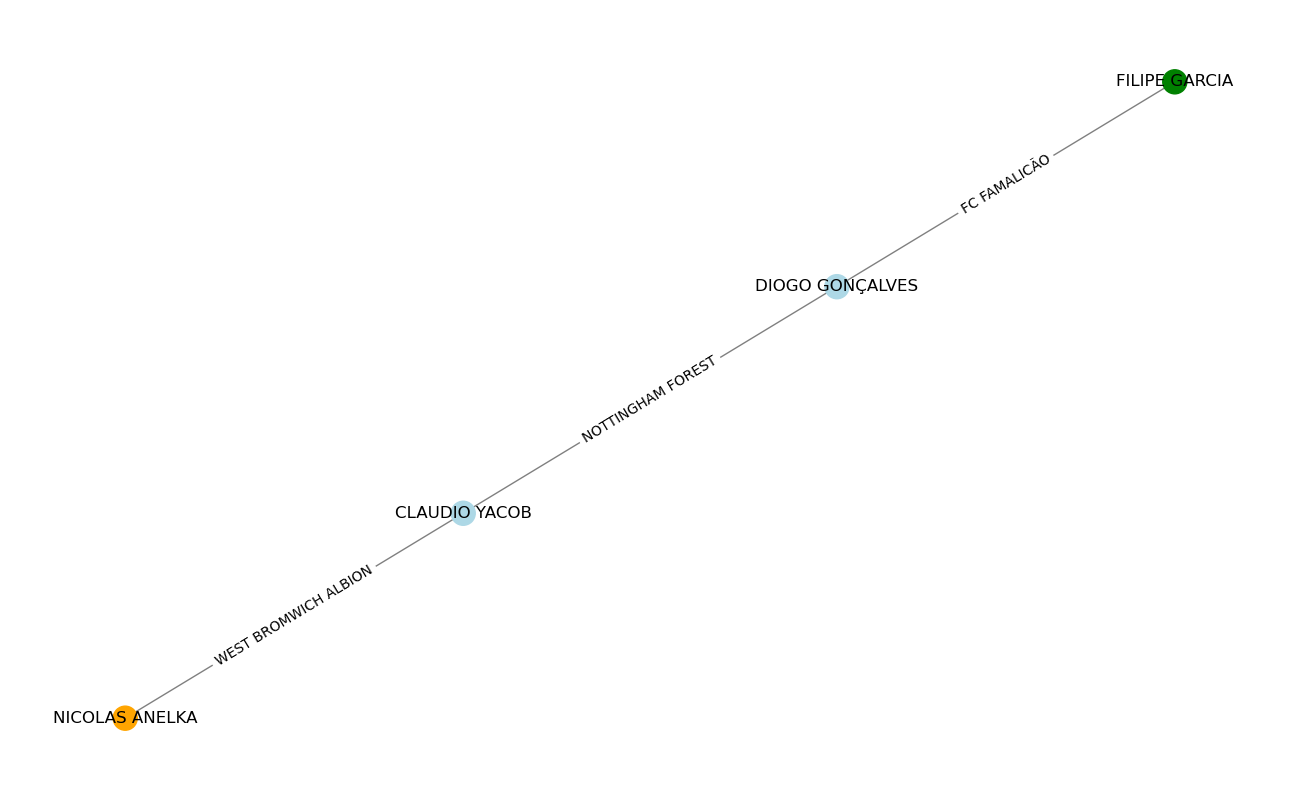 FILIPE GARCIA
FC FAMALICÃO
DIOGO GONÇALVES
NOTTINGHAM FOREST
CLAUDIO YACOB
WEST BROMWICH ALBION
NICOLAS ANELKA